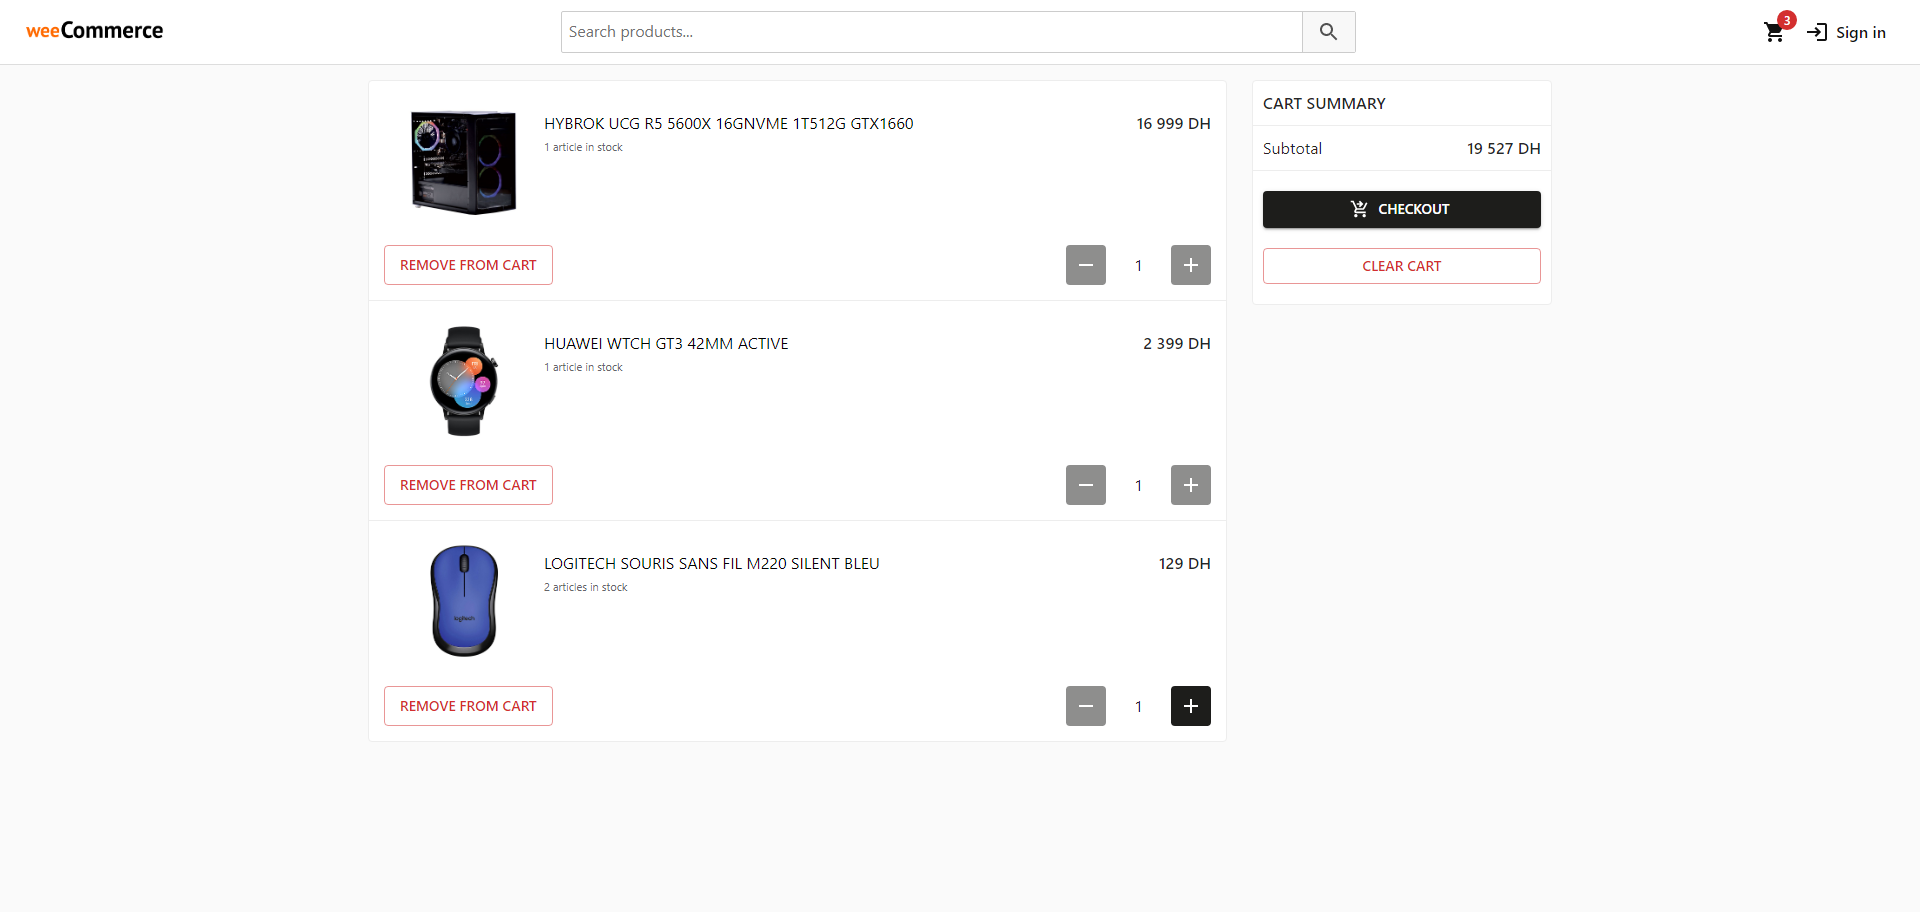 weeCommerce
Search products...
3
Sign in
HYBROK UCG R5 5600X 16GNVME 1T512G GTX1660
16 999 DH
1 article in stock
REMOVE FROM CART
1
HUAWEI WTCH GT3 42MM ACTIVE
2 399 DH
1 article in stock
REMOVE FROM CART
1
LOGITECH SOURIS SANS FIL M220 SILENT BLEU
129 DH
2 articles in stock
logitech
REMOVE FROM CART
1
CART SUMMARY
Subtotal
19 527 DH
CHECKOUT
CLEAR CART